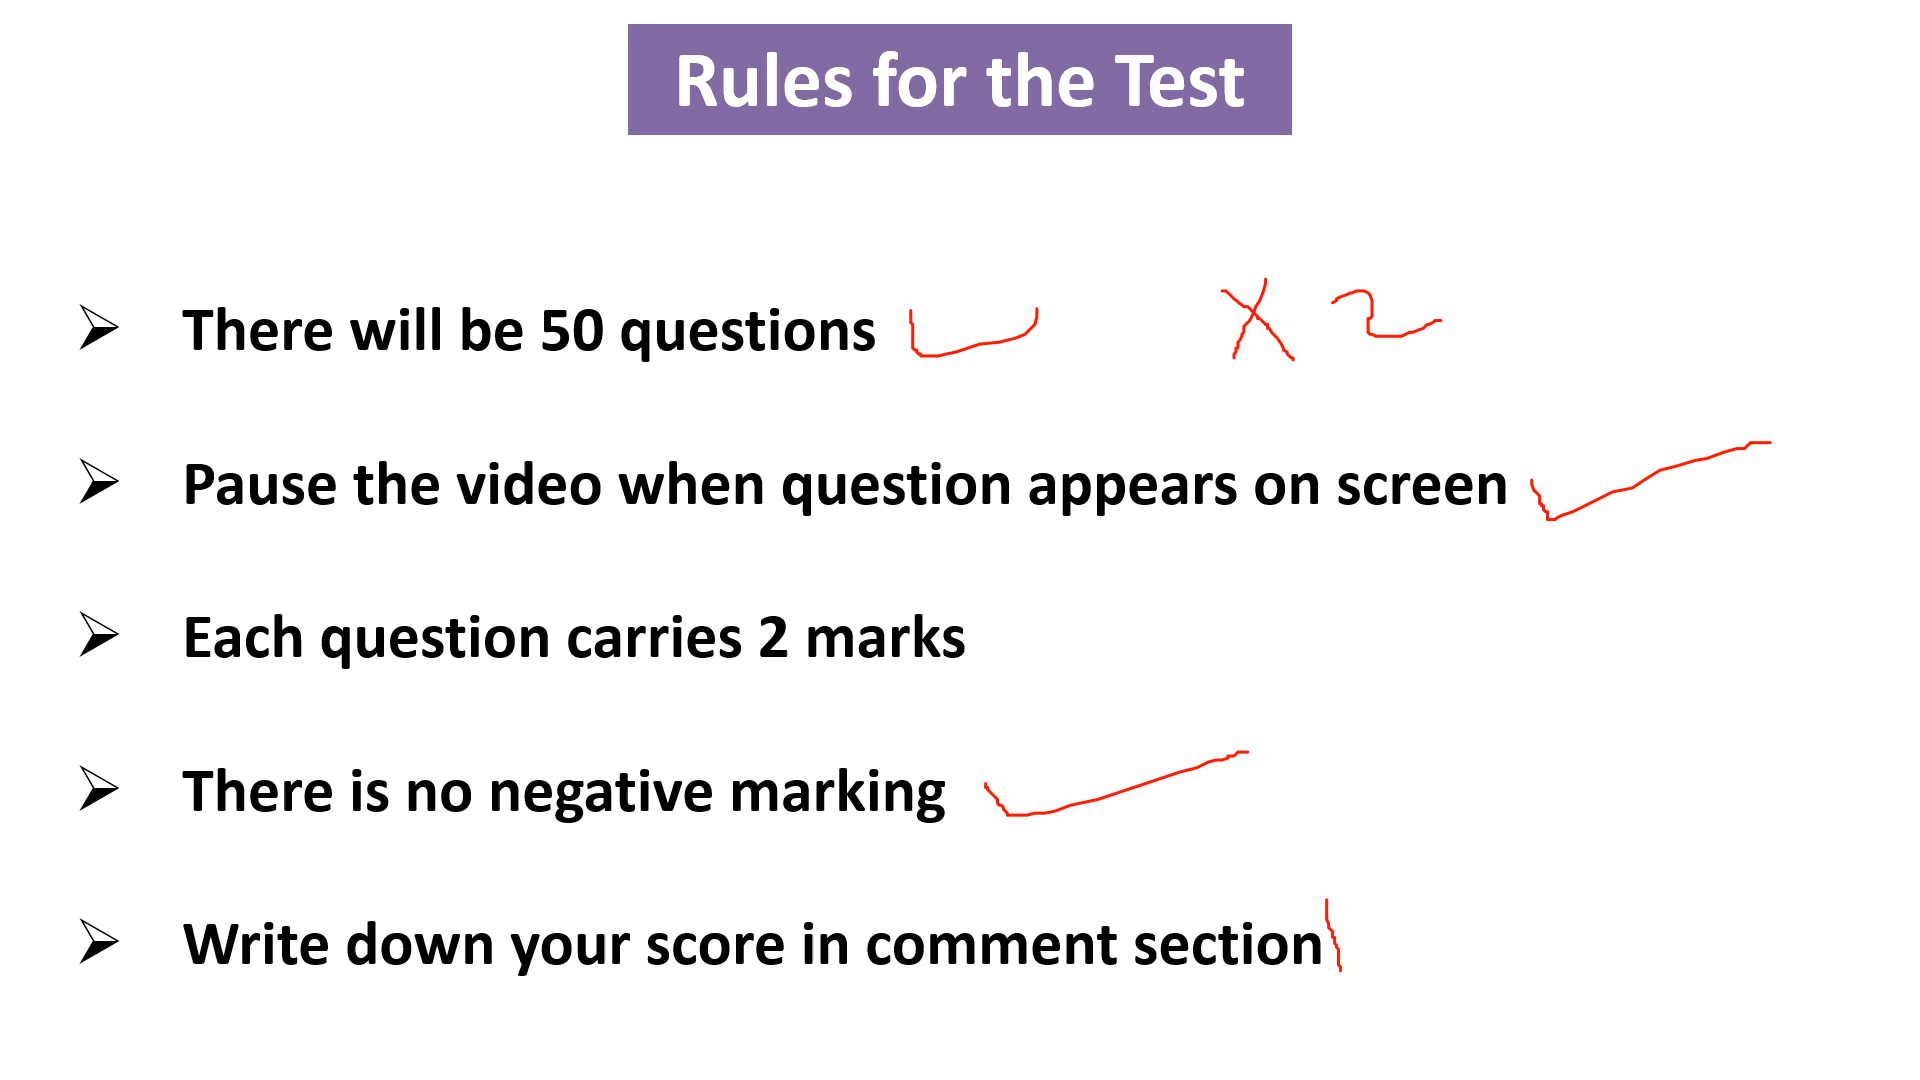 Rules for the Test
There will be 50 questions X 2
Pause the video when question appears on screen
Each question carries 2 marks
There is no negative marking
Write down your score in comment section